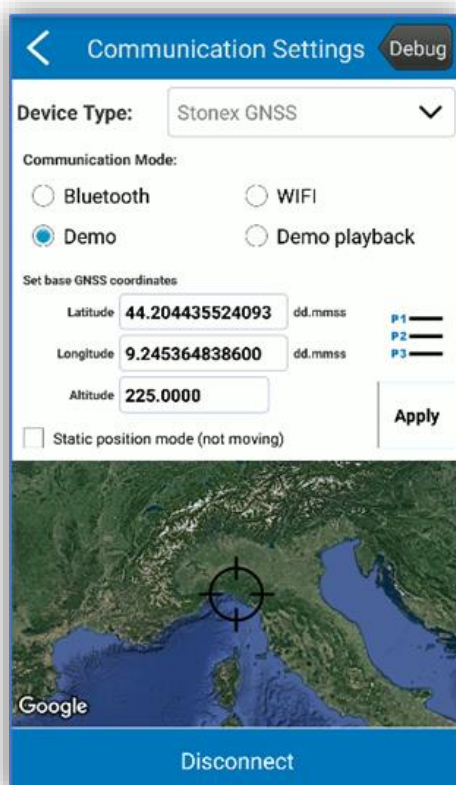 Communication Settings Debug
Device Type: Stonex GNSS
Communication Mode:
Bluetooth WIFI
Demo Demo playback
Set base GNSS coordinates
Latitude 44.204435524093 dd.mmss
Longitude 9.245364838600 dd.mmss
P1
P2
P3
Altitude 225.0000
Apply
Static position mode (not moving)
Google
Disconnect